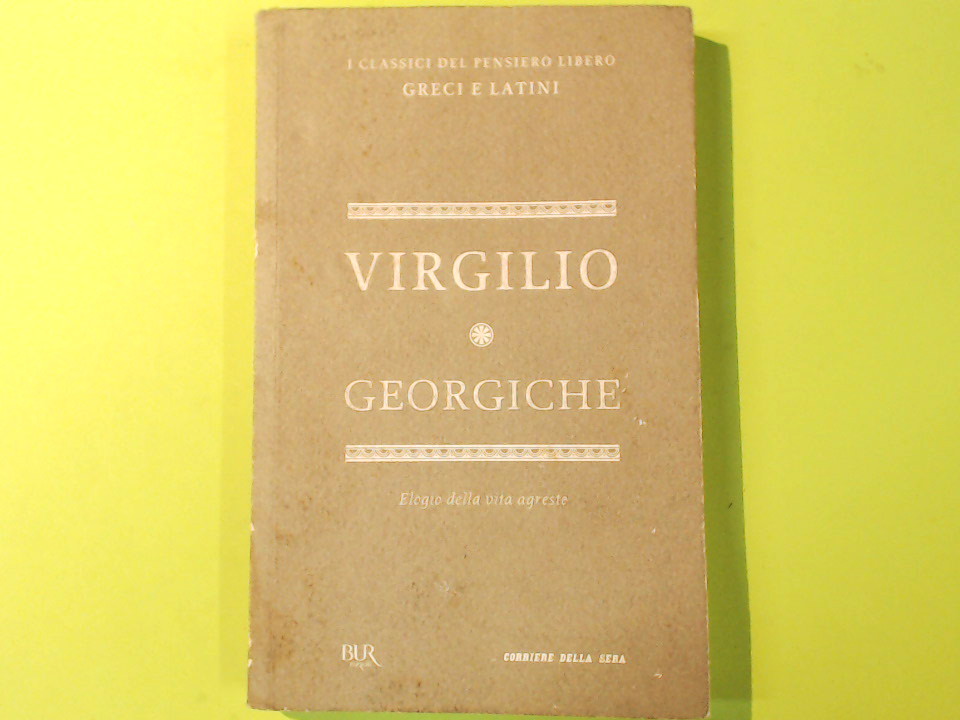 I CLASSICI DEL PENSIERO LIBERO
GRECI E LATINI
VIRGILIO
GEORGICHE
Elogio della vita agreste
BUR
CORRIERE DELLA SERA